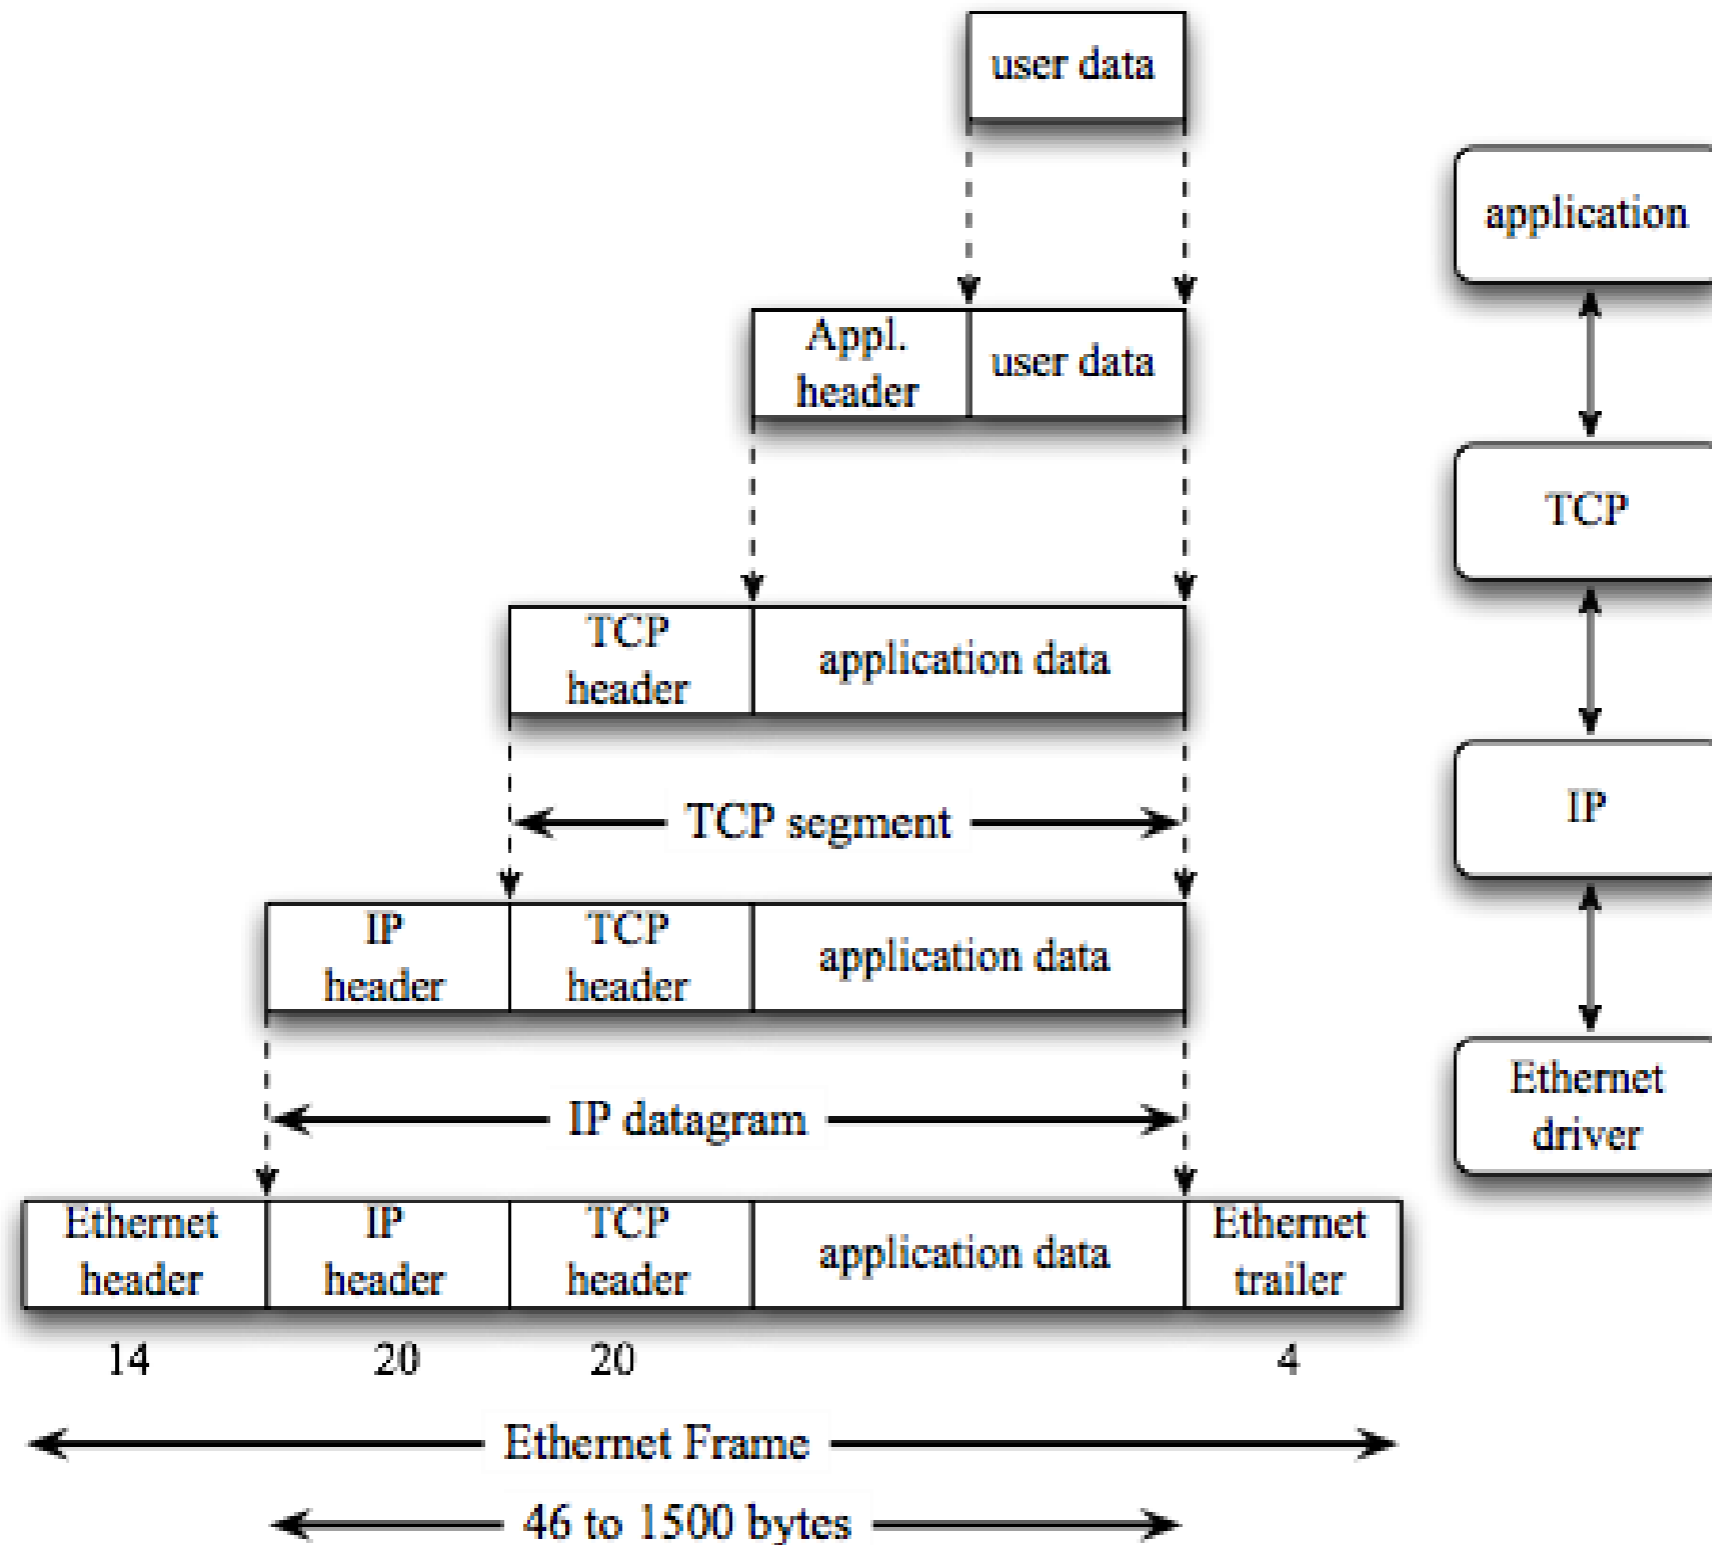 user data
application
Appl.
header
user data
TCP
TCP
header
application data
TCP segment
IP
IP
header
TCP
header
application data
IP datagram
Ethernet
driver
Ethernet
header
IP
header
TCP
header
application data
Ethernet
trailer
14
20
20
4
Ethernet Frame
46 to 1500 bytes